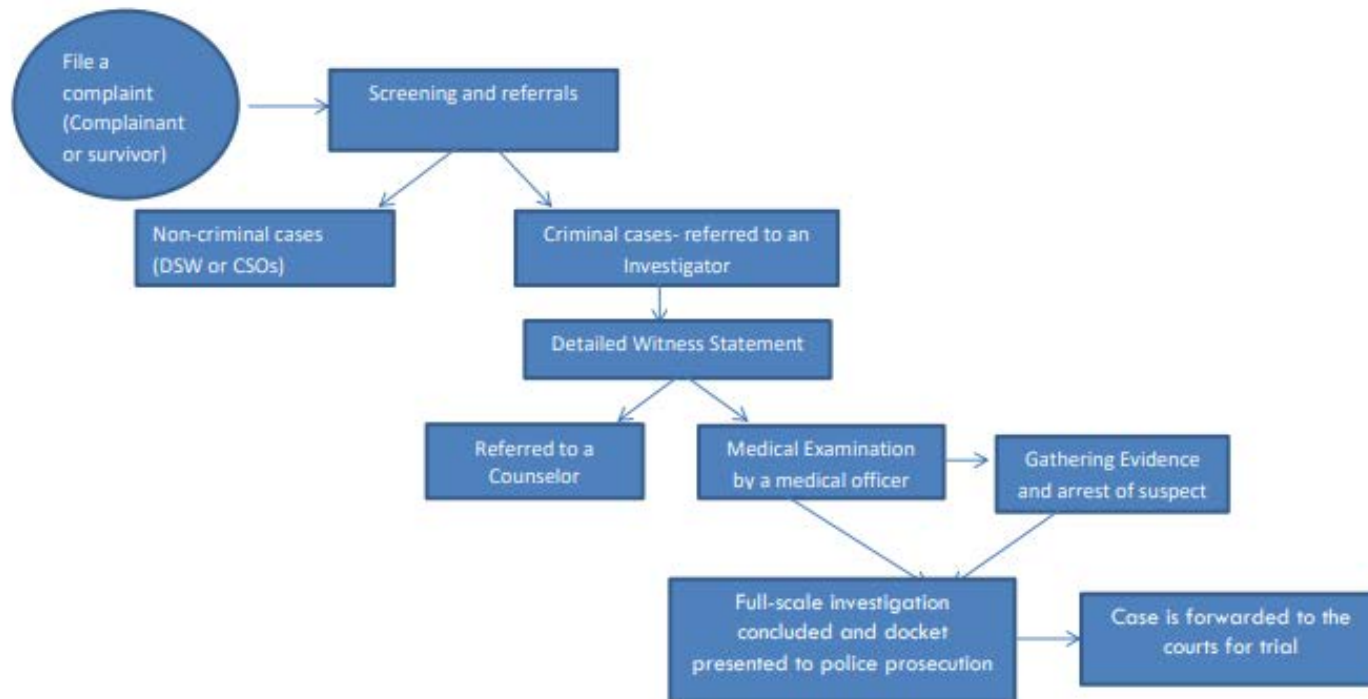 File a
complaint
(Complainant
or survivor)
Screening and referrals
Non-criminal cases
(DSW or CSOs)
Criminal cases- referred to an
Investigator
Detailed Witness Statement
Referred to a
Counselor
Medical Examination
by a medical officer
Gathering Evidence
and arrest of suspect
Full-scale investigation
concluded and docket
presented to police prosecution
Case is forwarded to the
courts for trial